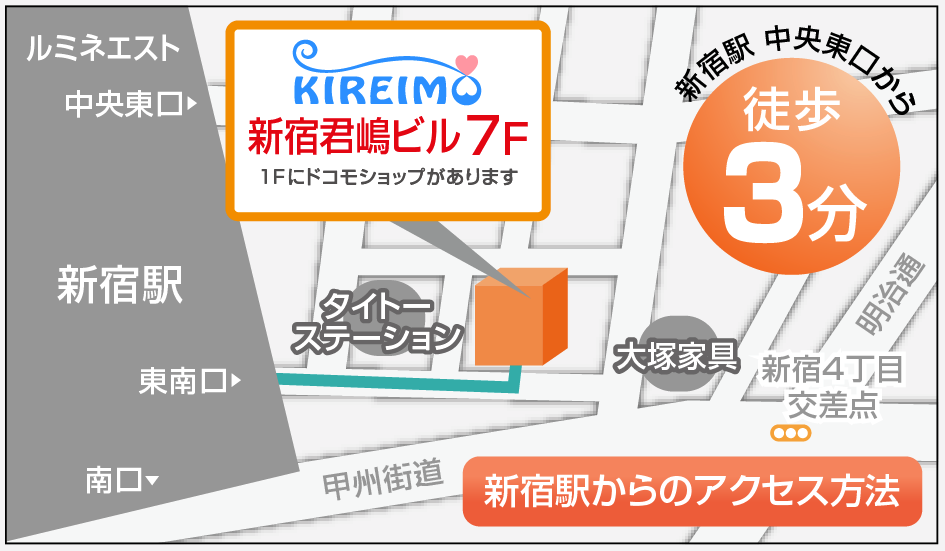 ルミネエスト
中央東口
KIREIMO
新宿君嶋ビル7F
1Fにドコモショップがあります
新宿駅 中央東口から
徒歩
3分
新宿駅
タイトー
ステーション
大塚家具
明治通
新宿4丁目
交差点
東南口
南口
甲州街道
新宿駅からのアクセス方法